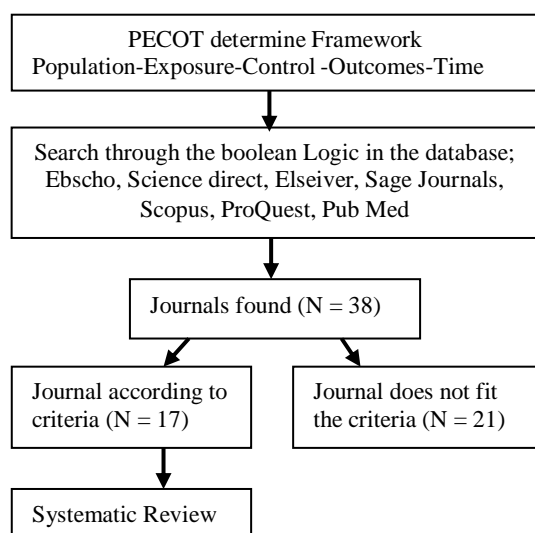 PECOT determine Framework
Population-Exposure-Control -Outcomes-Time
Search through the boolean Logic in the database;
Ebscho, Science direct, Elseiver, Sage Journals,
Scopus, ProQuest, Pub Med
Journals found (N = 38)
Journal according to
criteria (N = 17)
Journal does not fit
the criteria (N = 21)
Systematic Review